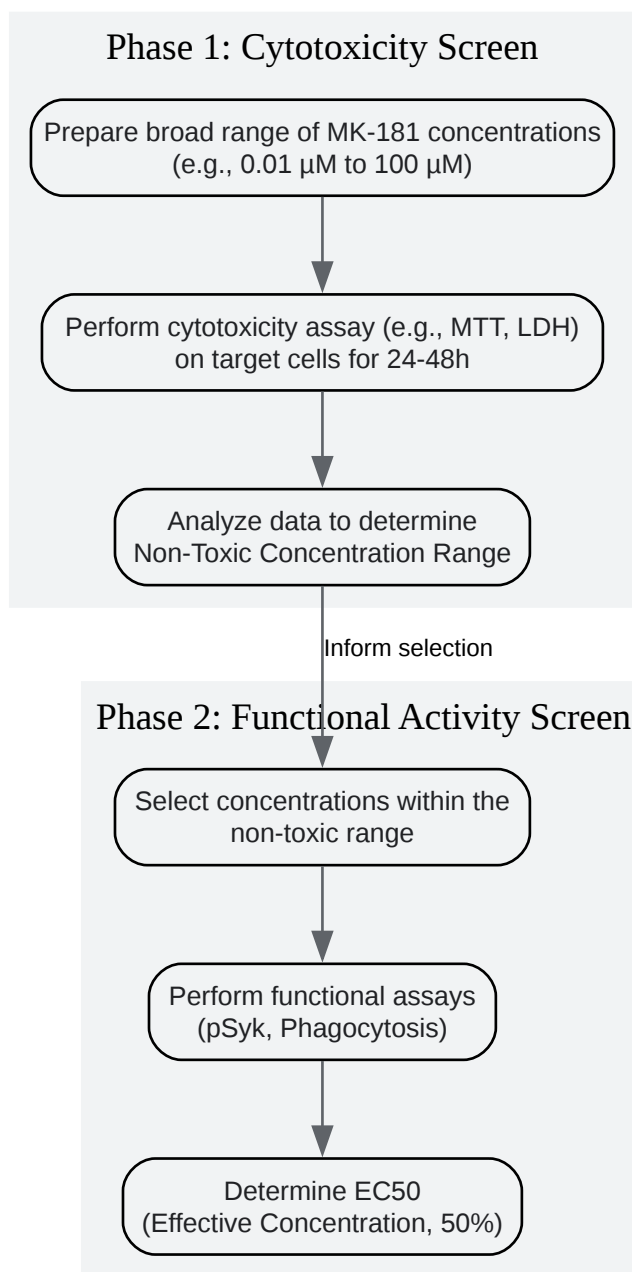 Phase 1: Cytotoxicity Screen
Prepare broad range of MK-181 concentrations
(e.g., 0.01 µM to 100 µM)
Perform cytotoxicity assay (e.g., MTT, LDH)
on target cells for 24-48h
Analyze data to determine
Non-Toxic Concentration Range
Inform selection
Phase 2: Functional Activity Screen
Select concentrations within the
non-toxic range
Perform functional assays
(pSyk, Phagocytosis)
Determine EC50
(Effective Concentration, 50%)